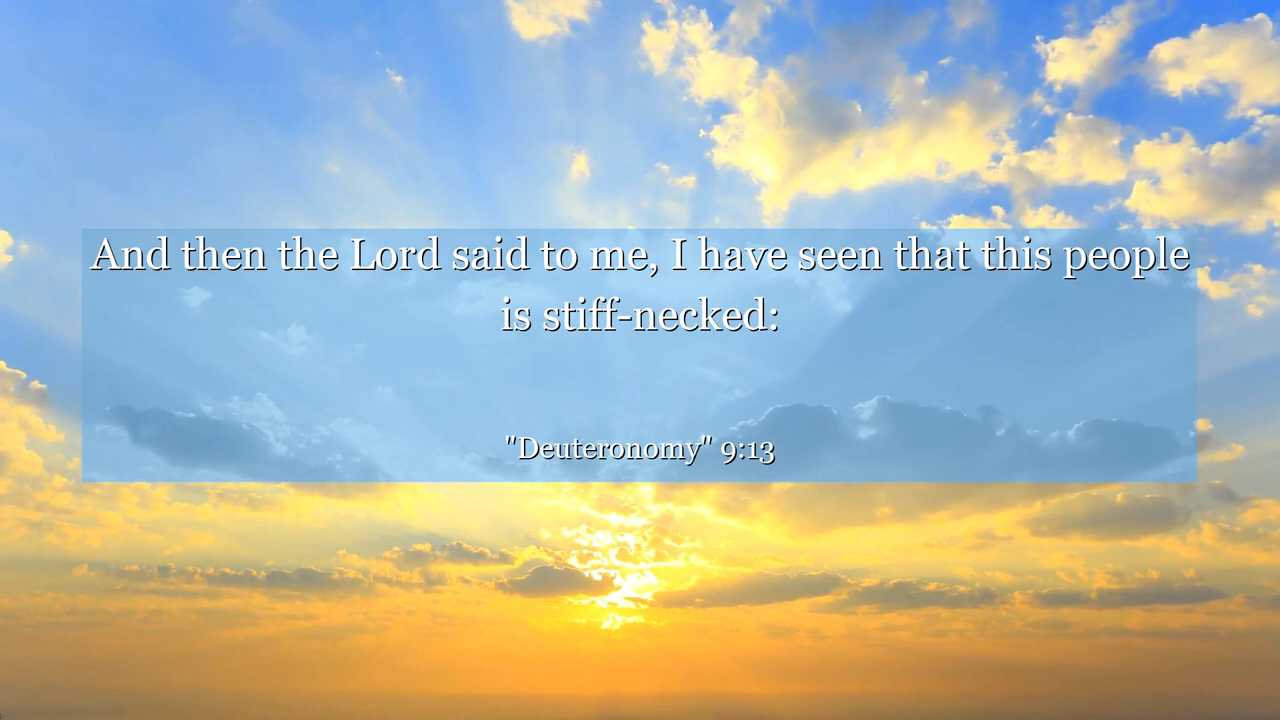 And then the Lord said to me, I have seen that this people
is stiff-necked:
"Deuteronomy" 9:13